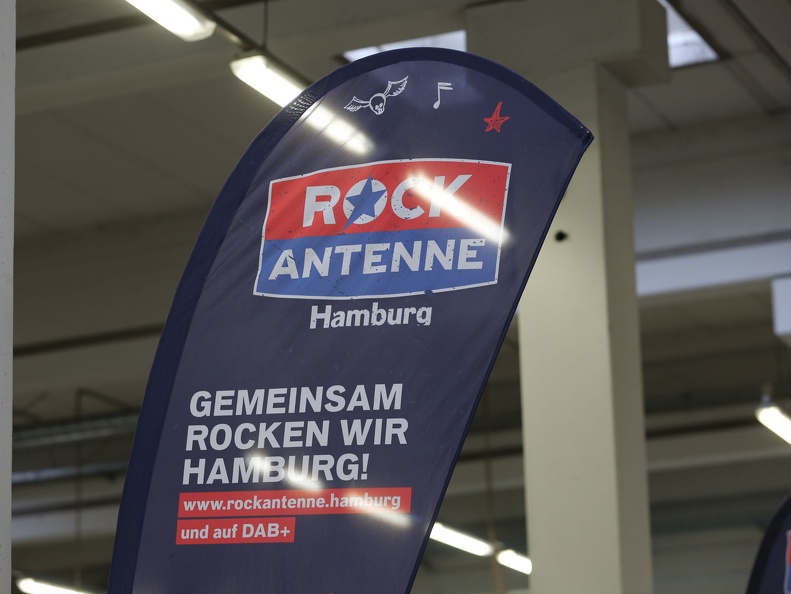 ROCK
ANTENNE
Hamburg
GEMEINSAM
ROCKEN WIR
HAMBURG!
www.rockantenne.hamburg
und auf DAB+